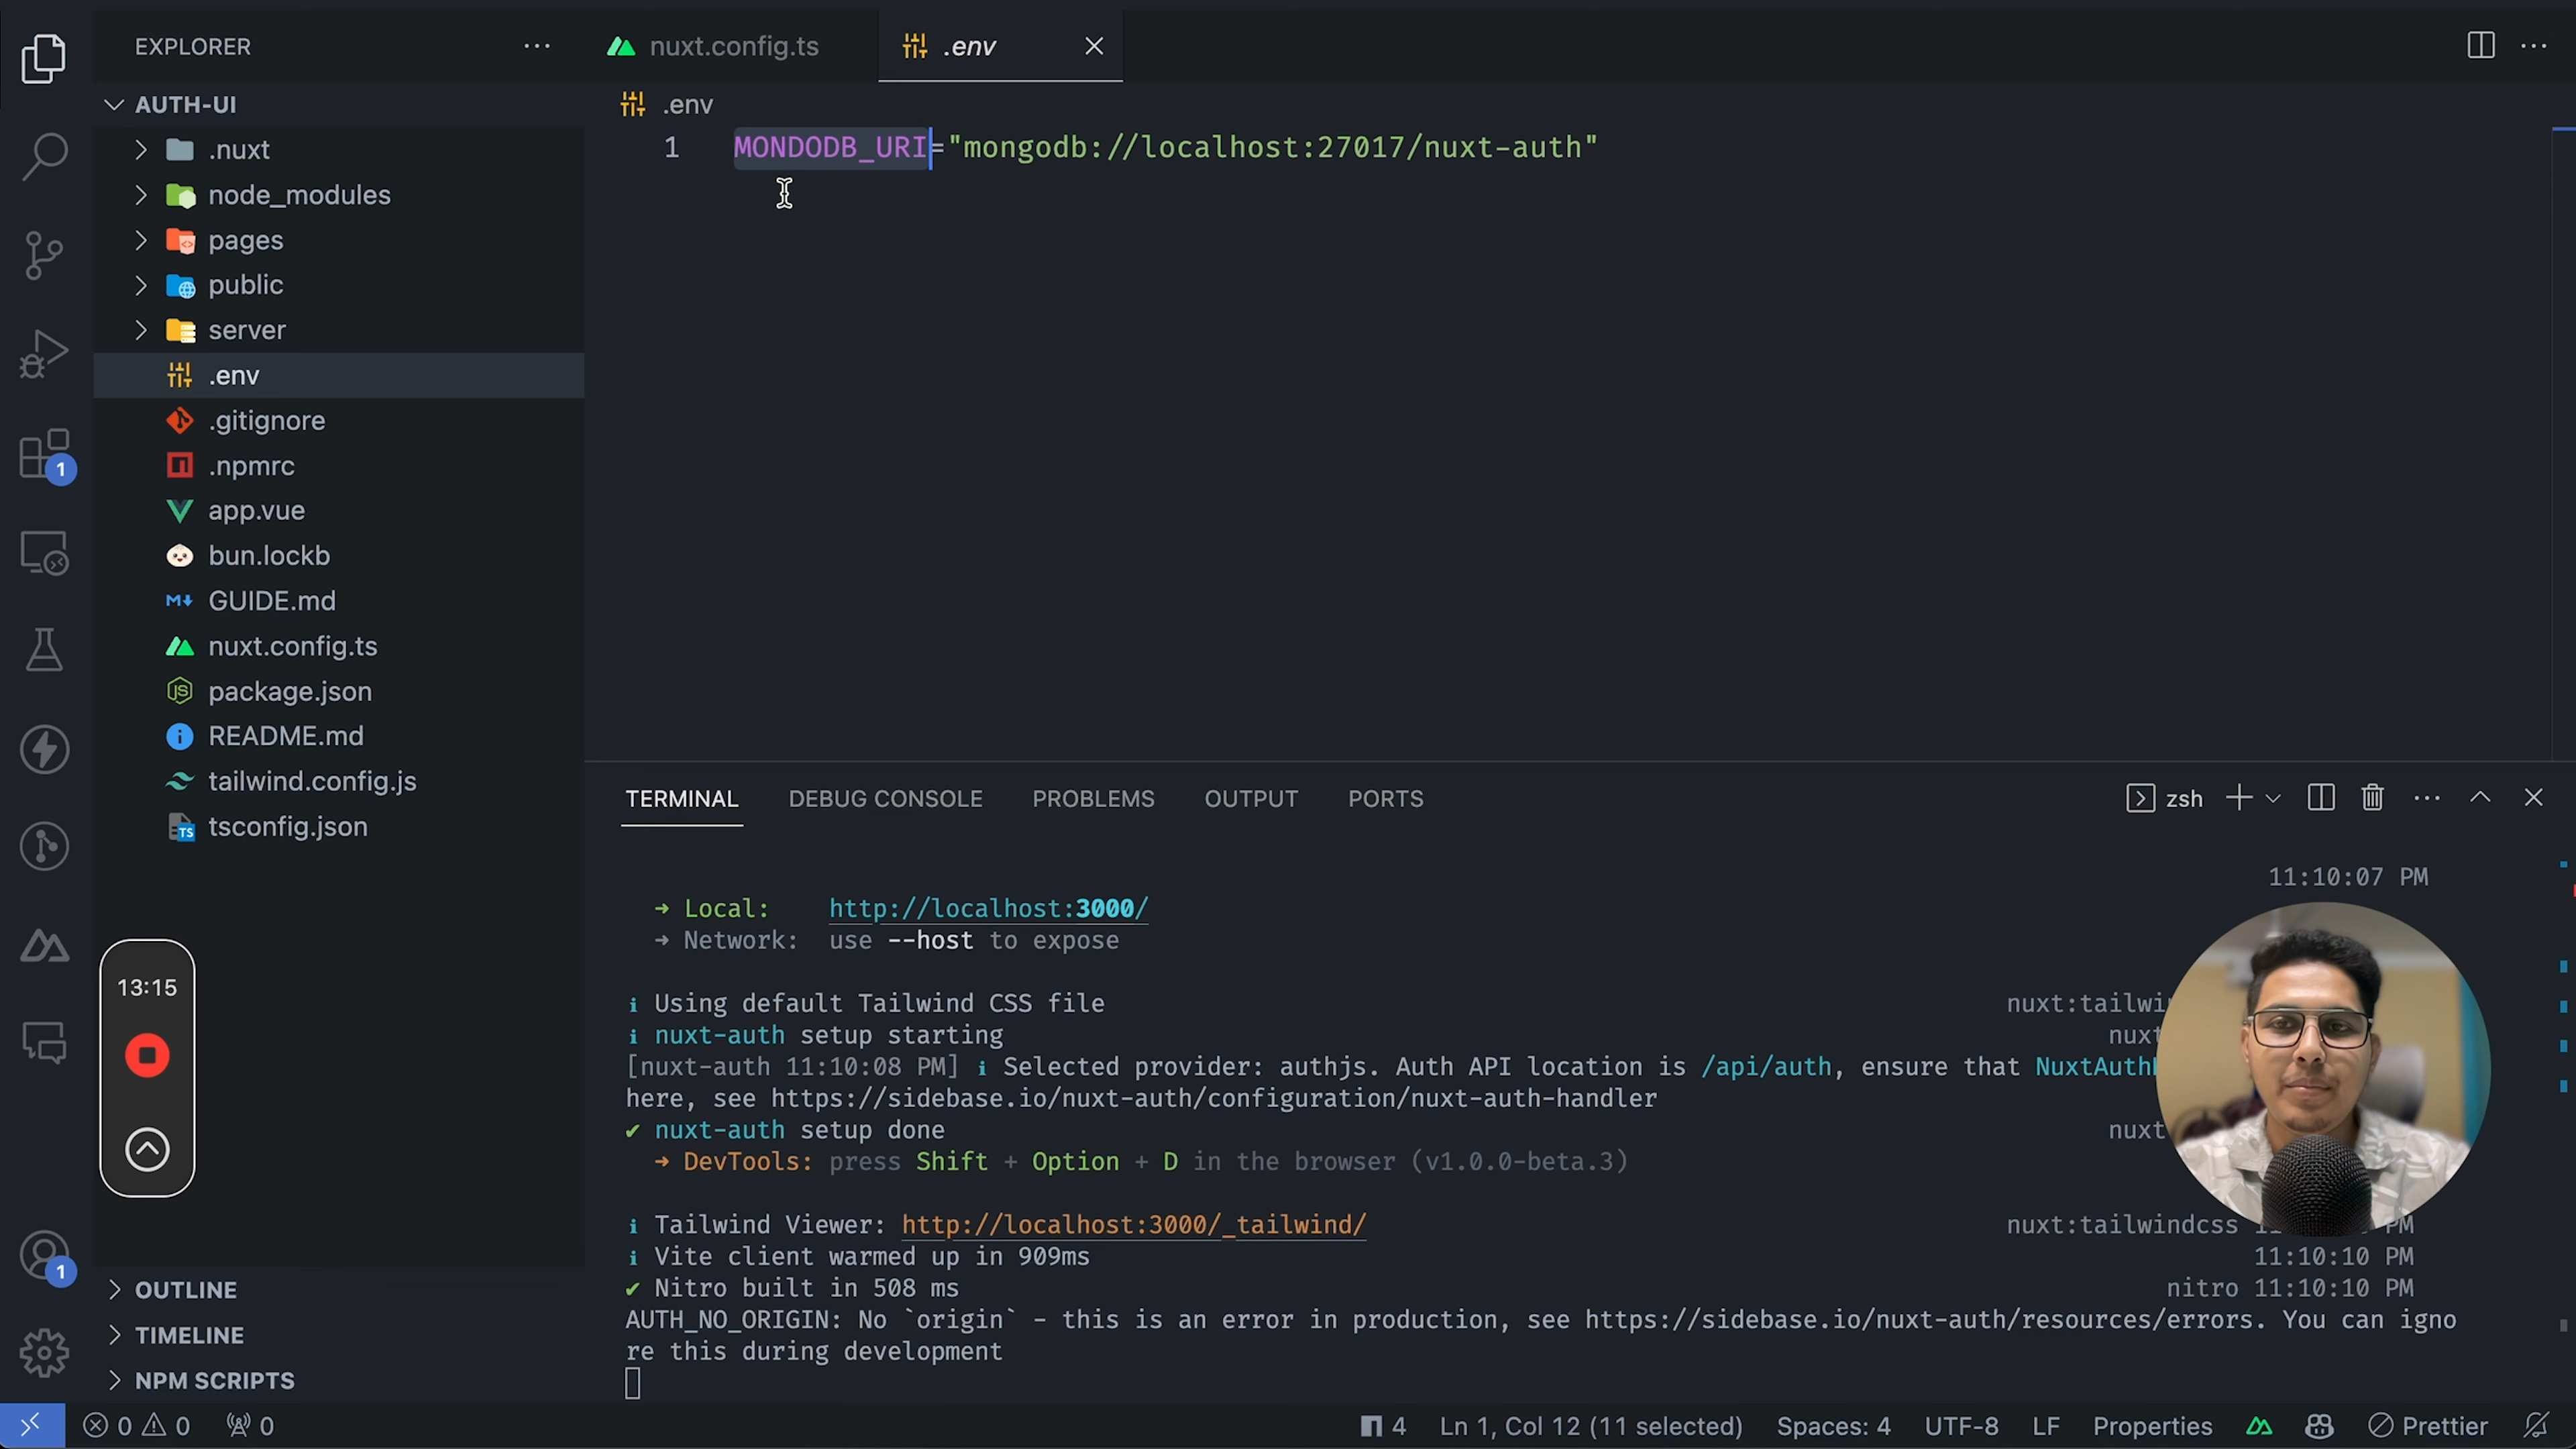 EXPLORER
nuxt.config.ts
.env
AUTH-UI
.nuxt
node_modules
pages
public
server
.env
.gitignore
.npmrc
app.vue
bun.lockb
GUIDE.md
nuxt.config.ts
package.json
README.md
tailwind.config.js
tsconfig.json
1
1
13:15
OUTLINE
TIMELINE
NPM SCRIPTS
.env
1 MONDODB_URI="mongodb://localhost:27017/nuxt-auth"
TERMINAL DEBUG CONSOLE PROBLEMS OUTPUT PORTS
zsh
11:10:07 PM
➜ Local: http://localhost:3000/
➜ Network: use --host to expose
ℹ Using default Tailwind CSS file nuxt:tailwi
ℹ nuxt-auth setup starting nuxt
[nuxt-auth 11:10:08 PM] ℹ Selected provider: authjs. Auth API location is /api/auth, ensure that NuxtAuth
here, see https://sidebase.io/nuxt-auth/configuration/nuxt-auth-handler
✔ nuxt-auth setup done nuxt
➜ DevTools: press Shift + Option + D in the browser (v1.0.0-beta.3)
ℹ Tailwind Viewer: http://localhost:3000/_tailwind/ nuxt:tailwindcss PM
ℹ Vite client warmed up in 909ms 11:10:10 PM
✔ Nitro built in 508 ms nitro 11:10:10 PM
AUTH_NO_ORIGIN: No `origin` - this is an error in production, see https://sidebase.io/nuxt-auth/resources/errors. You can igno
re this during development
0 0 0 4 Ln 1, Col 12 (11 selected) Spaces: 4 UTF-8 LF Properties Prettier